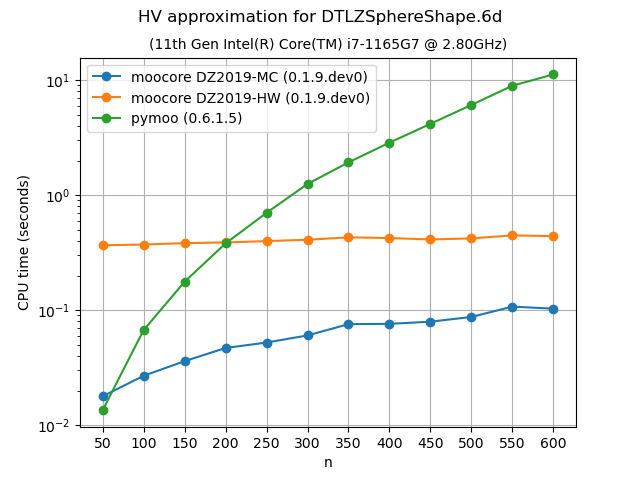 HV approximation for DTLZSphereShape.6d
(11th Gen Intel(R) Core(TM) i7-1165G7 @ 2.80GHz)
moocore DZ2019-MC (0.1.9.dev0)
moocore DZ2019-HW (0.1.9.dev0)
pymoo (0.6.1.5)
CPU time (seconds)
10¹
10⁰
10⁻¹
10⁻²
50 100 150 200 250 300 350 400 450 500 550 600
n